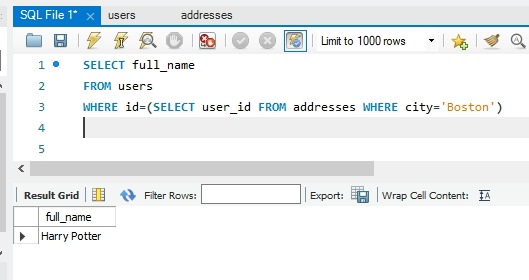 SQL File 1* × users addresses
Limit to 1000 rows
1 SELECT full_name
2 FROM users
3 WHERE id=(SELECT user_id FROM addresses WHERE city='Boston')
4
5
Result Grid Filter Rows: Export: Wrap Cell Content: IA
full_name
Harry Potter